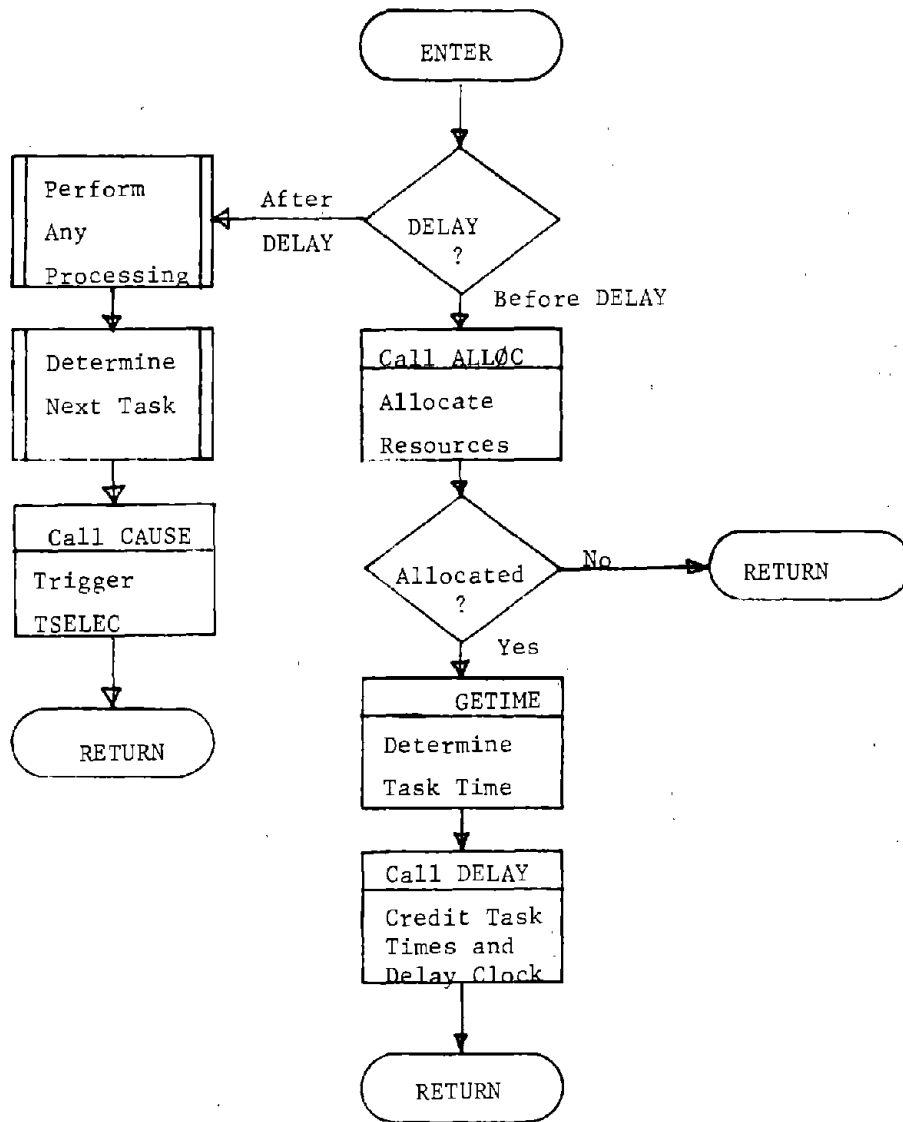 ENTER
DELAY
?
After
DELAY
Perform
Any
Processing
Before DELAY
Determine
Next Task
Call ALLØC
Allocate
Resources
Call CAUSE
Trigger
TSELEC
Allocated
?
No
RETURN
Yes
RETURN
GETIME
Determine
Task Time
Call DELAY
Credit Task
Times and
Delay Clock
RETURN